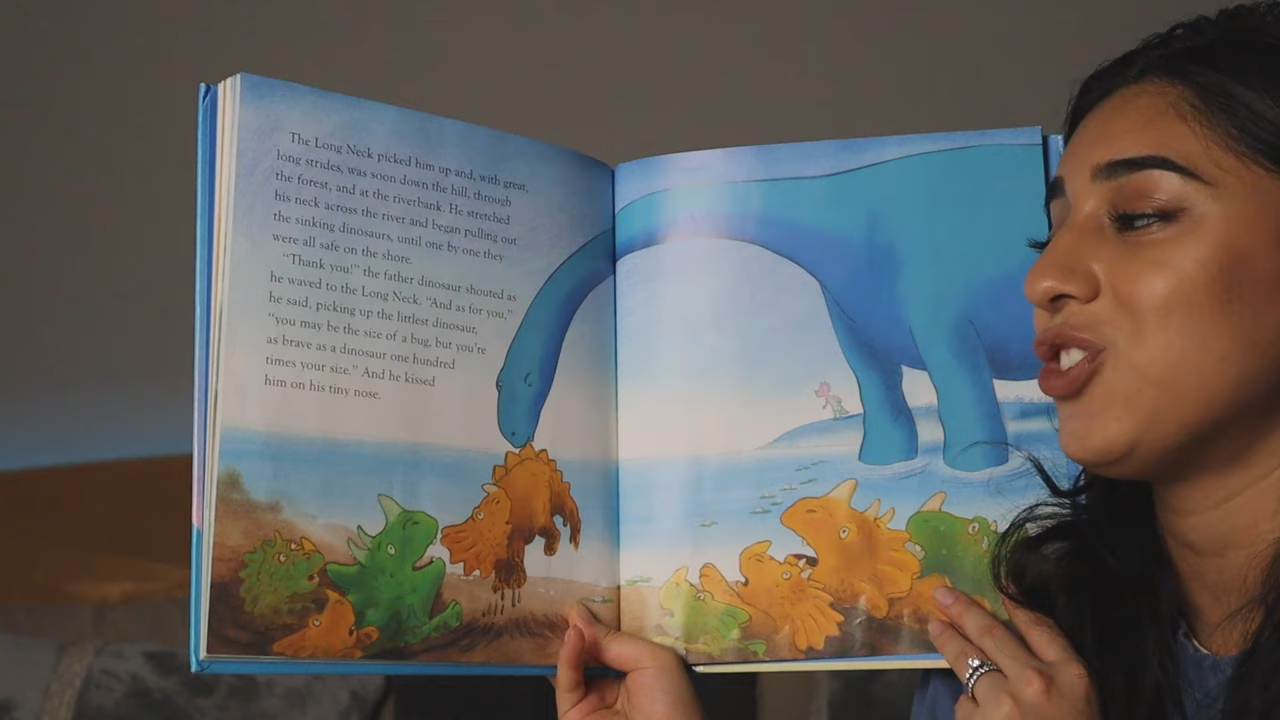 The Long Neck picked him up and, with great,
long strides, was soon down the hill, through
the forest, and at the riverbank. He stretched
his neck across the river and began pulling out
the sinking dinosaurs, until one by one they
were all safe on the shore.
“Thank you!” the father dinosaur shouted as
he waved to the Long Neck. “And as for you,”
he said, picking up the littlest dinosaur,
“you may be the size of a bug, but you’re
as brave as a dinosaur one hundred
times your size.” And he kissed
him on his tiny nose.